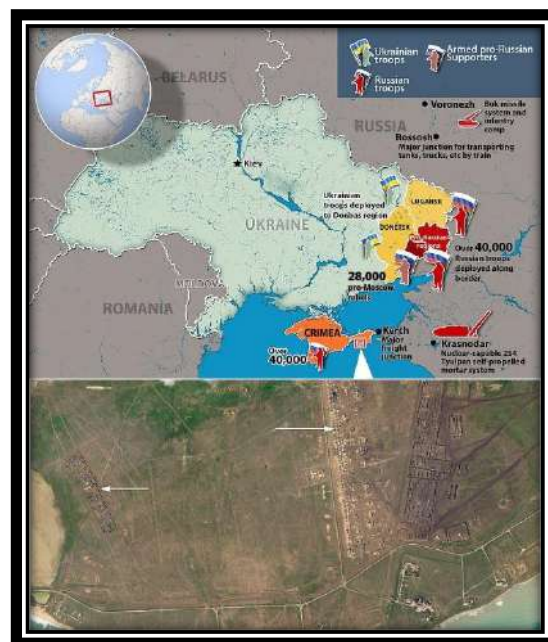 Ukrainian
troops
Armed pro-Russian
Supporters
Russian
troops
BELARUS
RUSSIA
Voronezh
Buk missile
system and
infantry
camp
Rossosh
Major junction for transporting
tanks, trucks, etc by train
Kiev
Ukrainian
troops deployed
to Donbas region
LUGANSK
UKRAINE
DONETSK
Over 40,000
Russian troops
deployed along
border
28,000
pro-Moscow
rebels
MOLDOVA
ROMANIA
CRIMEA
Over
40,000
Kerch
Major
freight
junction
Krasnodar
Nuclear-capable 2S4
Tyulpan self-propelled
mortar system